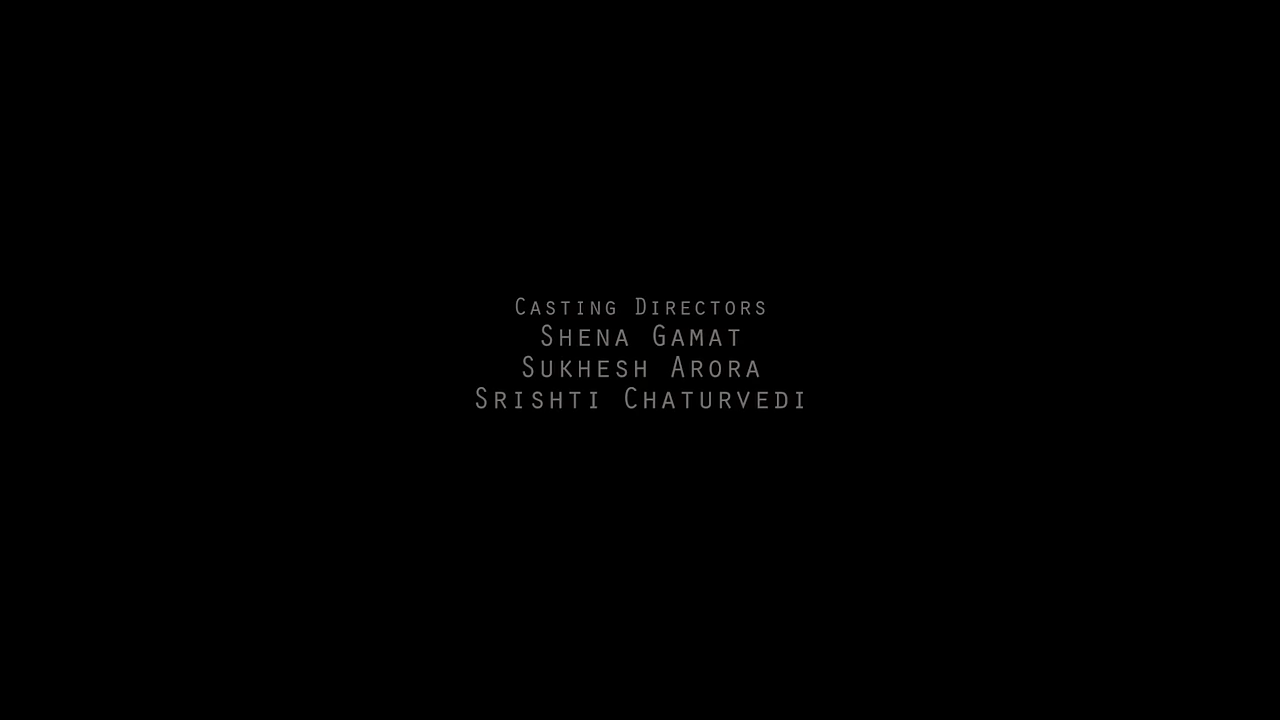 Casting Directors
Shena Gamat
Sukhesh Arora
Srishti Chaturvedi